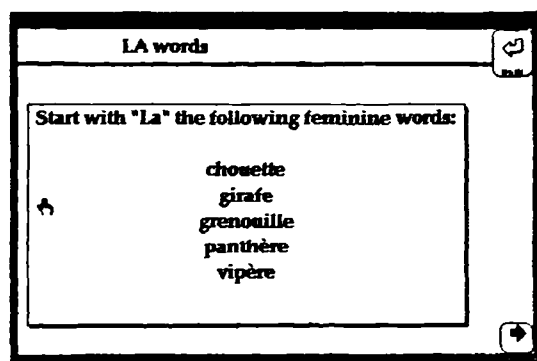 LA words
Start with "La" the following feminine words:
chouette
girafe
grenouille
panthère
vipère